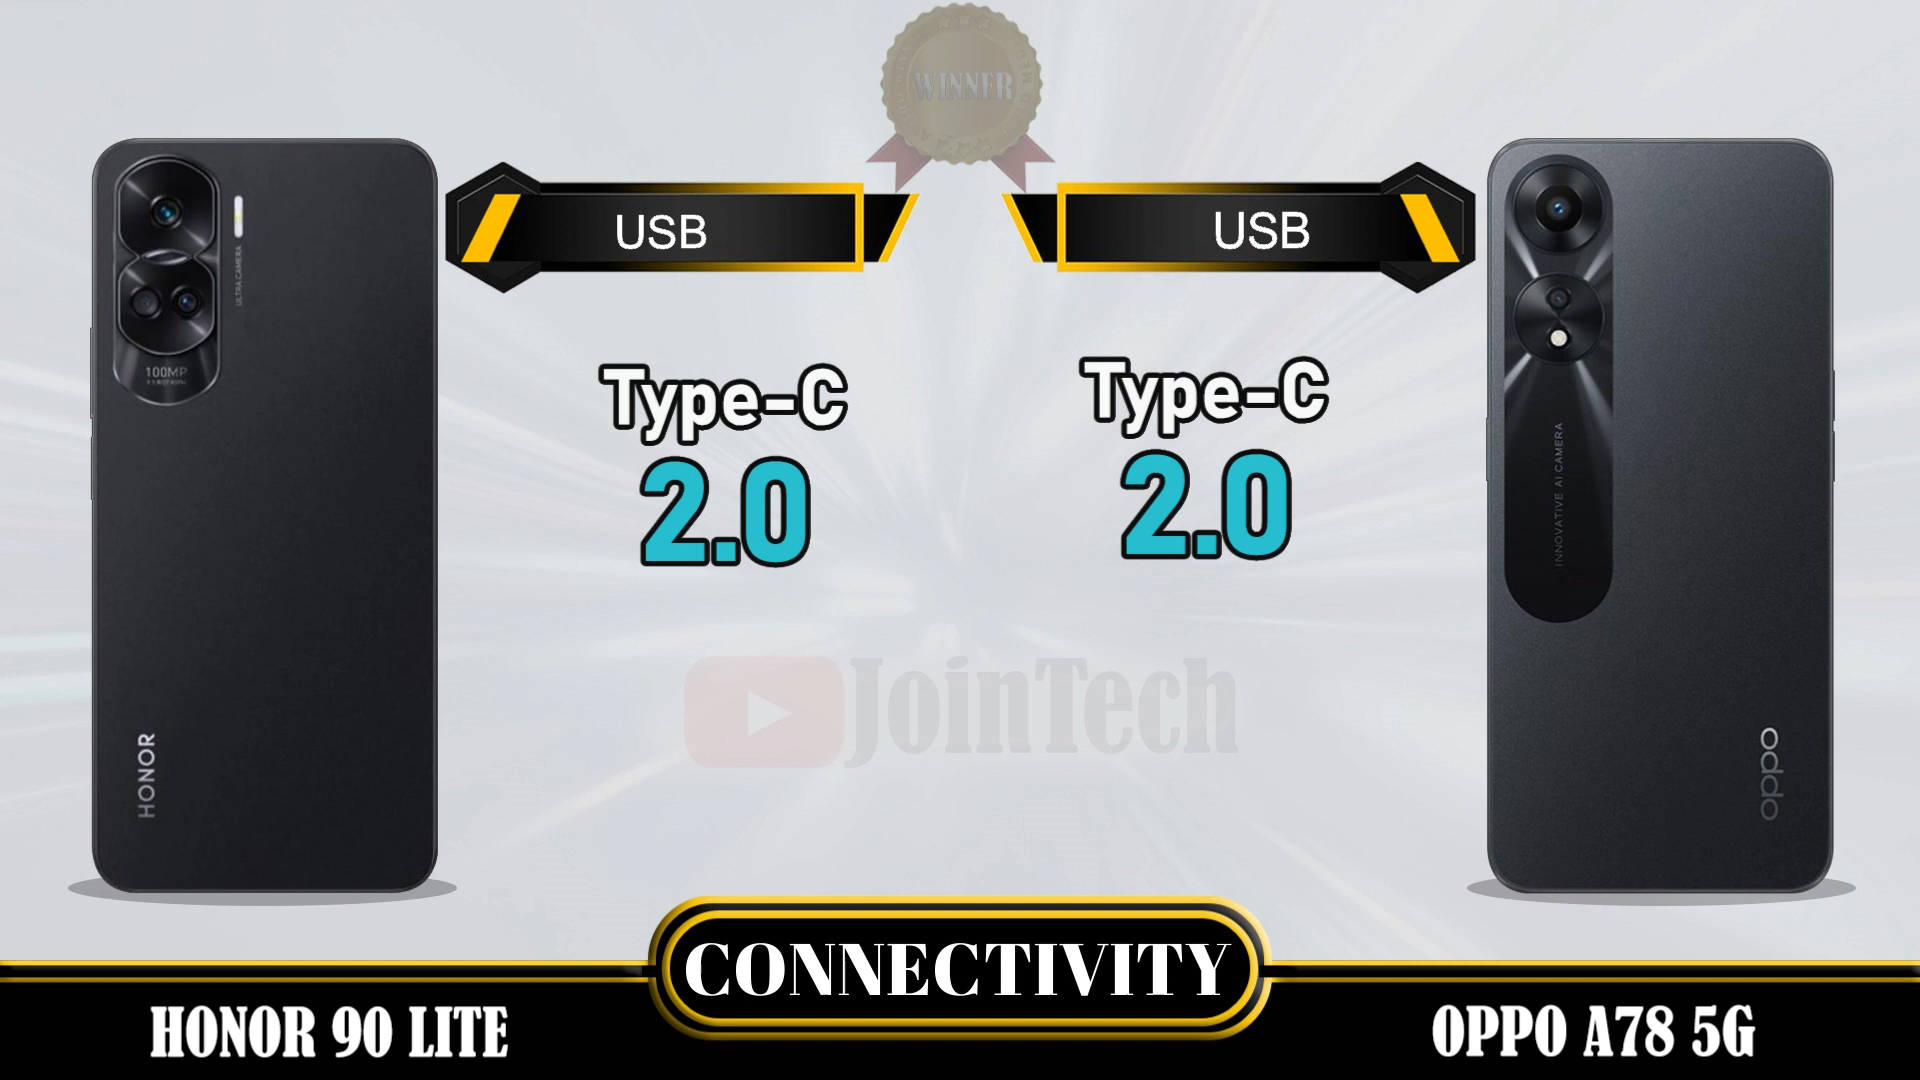 WINNER
USB
USB
Type-C
2.0
Type-C
2.0
ULTRA CAMERA
100MP
HONOR
INNOVATIVE AI CAMERA
oppo
JoinTech
CONNECTIVITY
HONOR 90 LITE
OPPO A78 5G